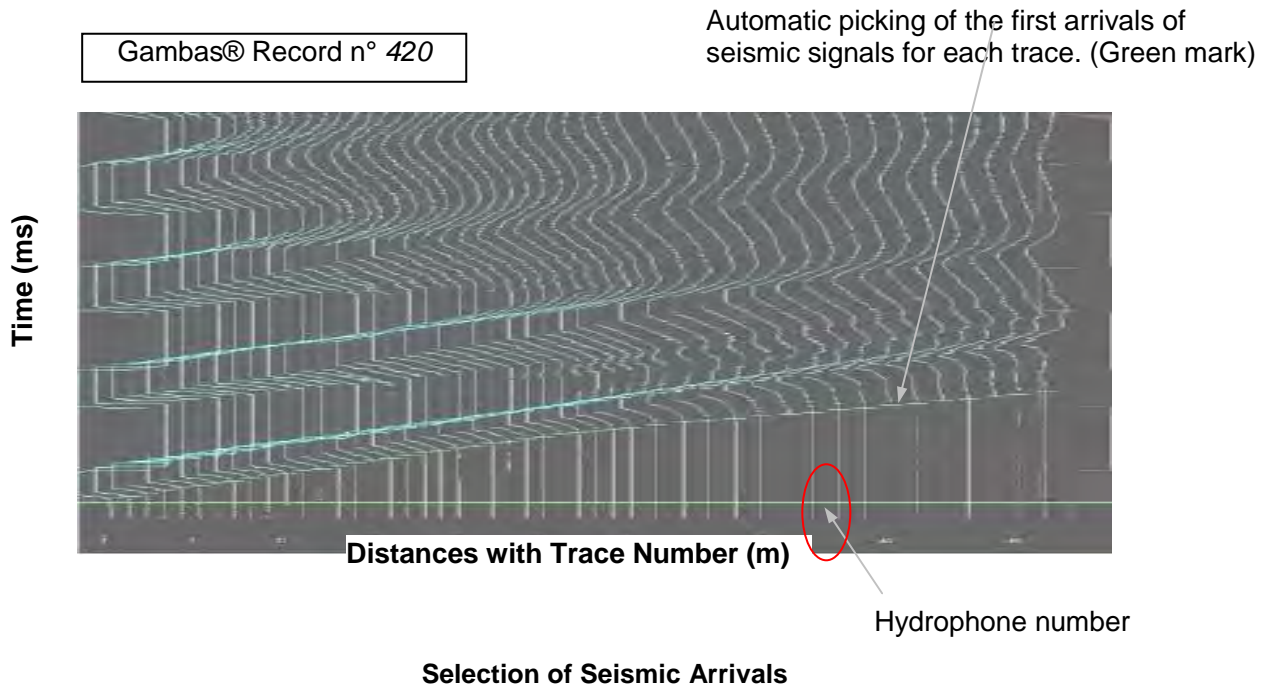 Automatic picking of the first arrivals of
seismic signals for each trace. (Green mark)
Gambas® Record n° 420
Time (ms)
Distances with Trace Number (m)
Hydrophone number
Selection of Seismic Arrivals